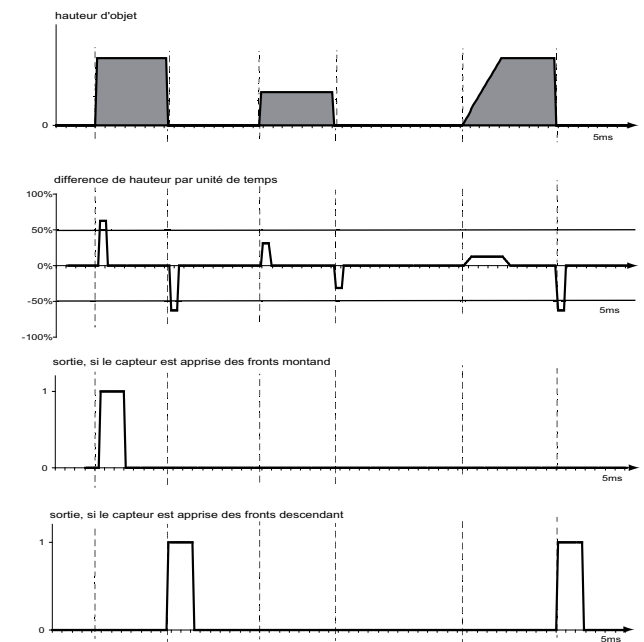 hauteur d'objet
0
5ms
difference de hauteur par unité de temps
100%
50%
0%
-50%
5ms
-100%
sortie, si le capteur est apprise des fronts montand
1
0
5ms
sortie, si le capteur est apprise des fronts descendant
1
0
5ms